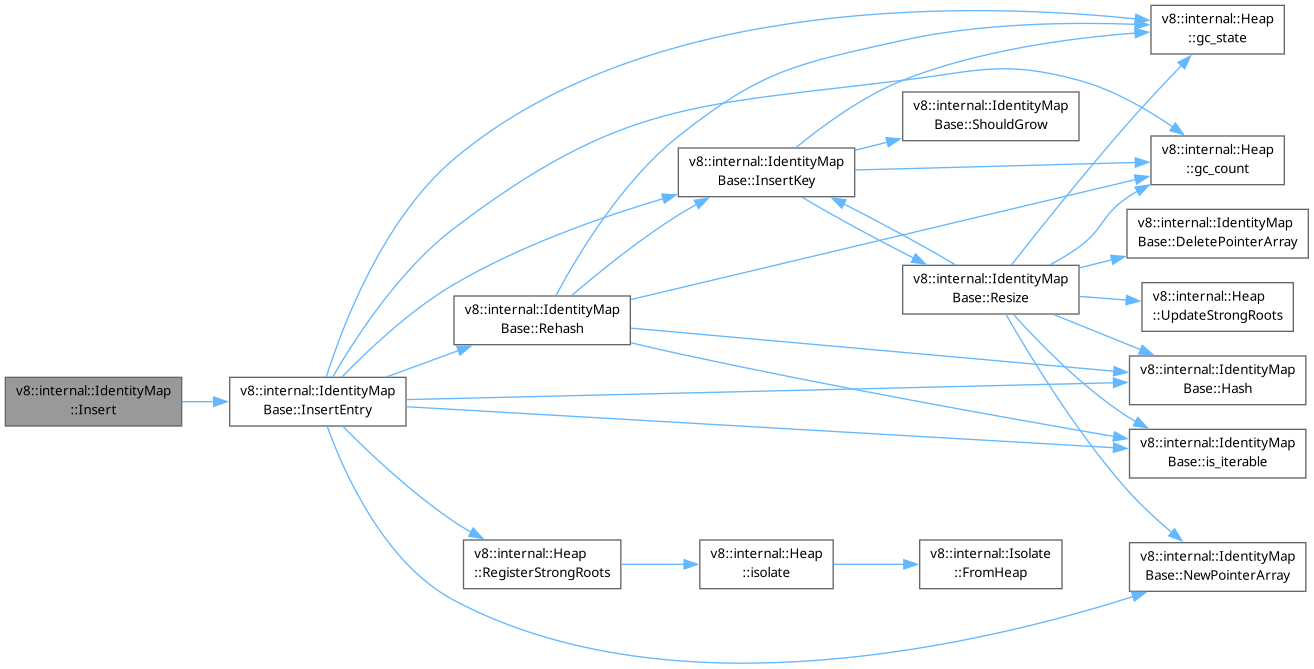 v8::internal::IdentityMap
::Insert
v8::internal::IdentityMap
Base::InsertEntry
v8::internal::IdentityMap
Base::Rehash
v8::internal::Heap
::RegisterStrongRoots
v8::internal::IdentityMap
Base::InsertKey
v8::internal::Heap
::isolate
v8::internal::IdentityMap
Base::ShouldGrow
v8::internal::IdentityMap
Base::Resize
v8::internal::Isolate
::FromHeap
v8::internal::Heap
::gc_state
v8::internal::Heap
::gc_count
v8::internal::IdentityMap
Base::DeletePointerArray
v8::internal::Heap
::UpdateStrongRoots
v8::internal::IdentityMap
Base::Hash
v8::internal::IdentityMap
Base::is_iterable
v8::internal::IdentityMap
Base::NewPointerArray